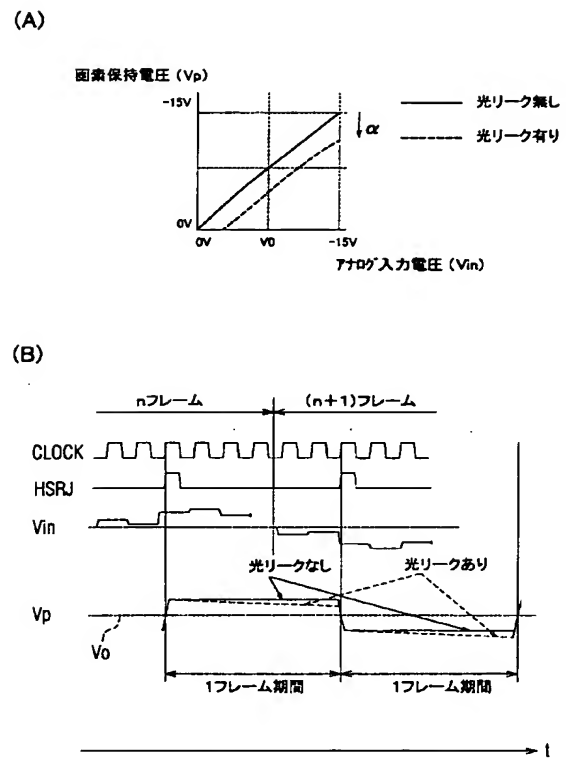 (A)
画素保持電圧(Vp)
-15V
0V
0V V0 -15V
アナログ入力電圧(Vin)
α
光リーク無し
光リーク有り
(B)
nフレーム (n+1)フレーム
CLOCK
HSRJ
Vin
光リークなし 光リークあり
Vp
Vo
1フレーム期間 1フレーム期間
t